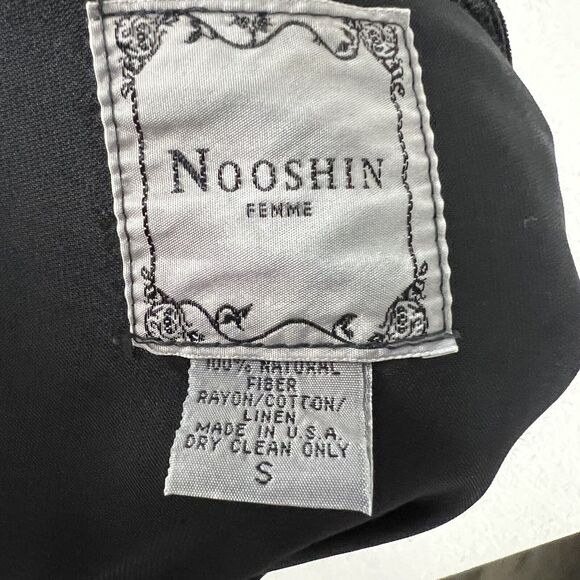 NOOSHIN
FEMME
100% NATURAL
FIBER
RAYON/COTTON/
LINEN
MADE IN U.S.A.
DRY CLEAN ONLY
S